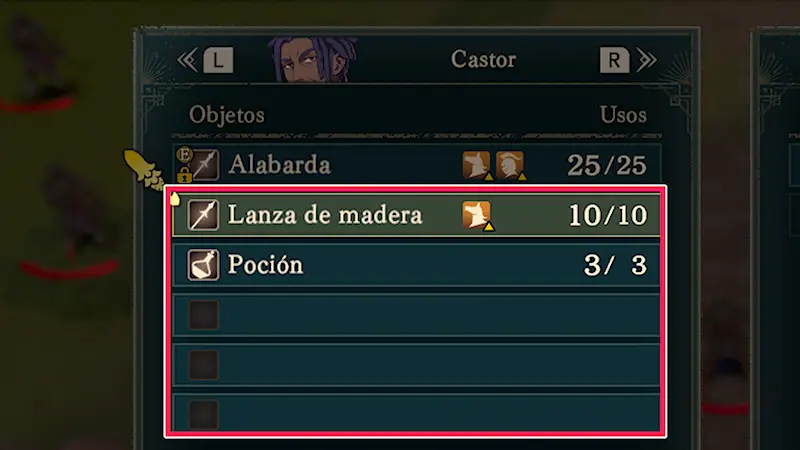 L Castor R
Objetos Usos
E Alabarda 25/25
Lanza de madera 10/10
Poción 3/ 3